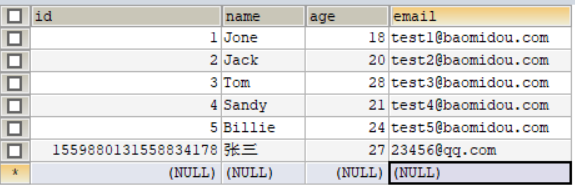 id name age email
1 Jone 18 test1@baomidou.com
2 Jack 20 test2@baomidou.com
3 Tom 28 test3@baomidou.com
4 Sandy 21 test4@baomidou.com
5 Billie 24 test5@baomidou.com
1559880131558834178 张三 27 23456@qq.com
* (NULL) (NULL) (NULL) (NULL)